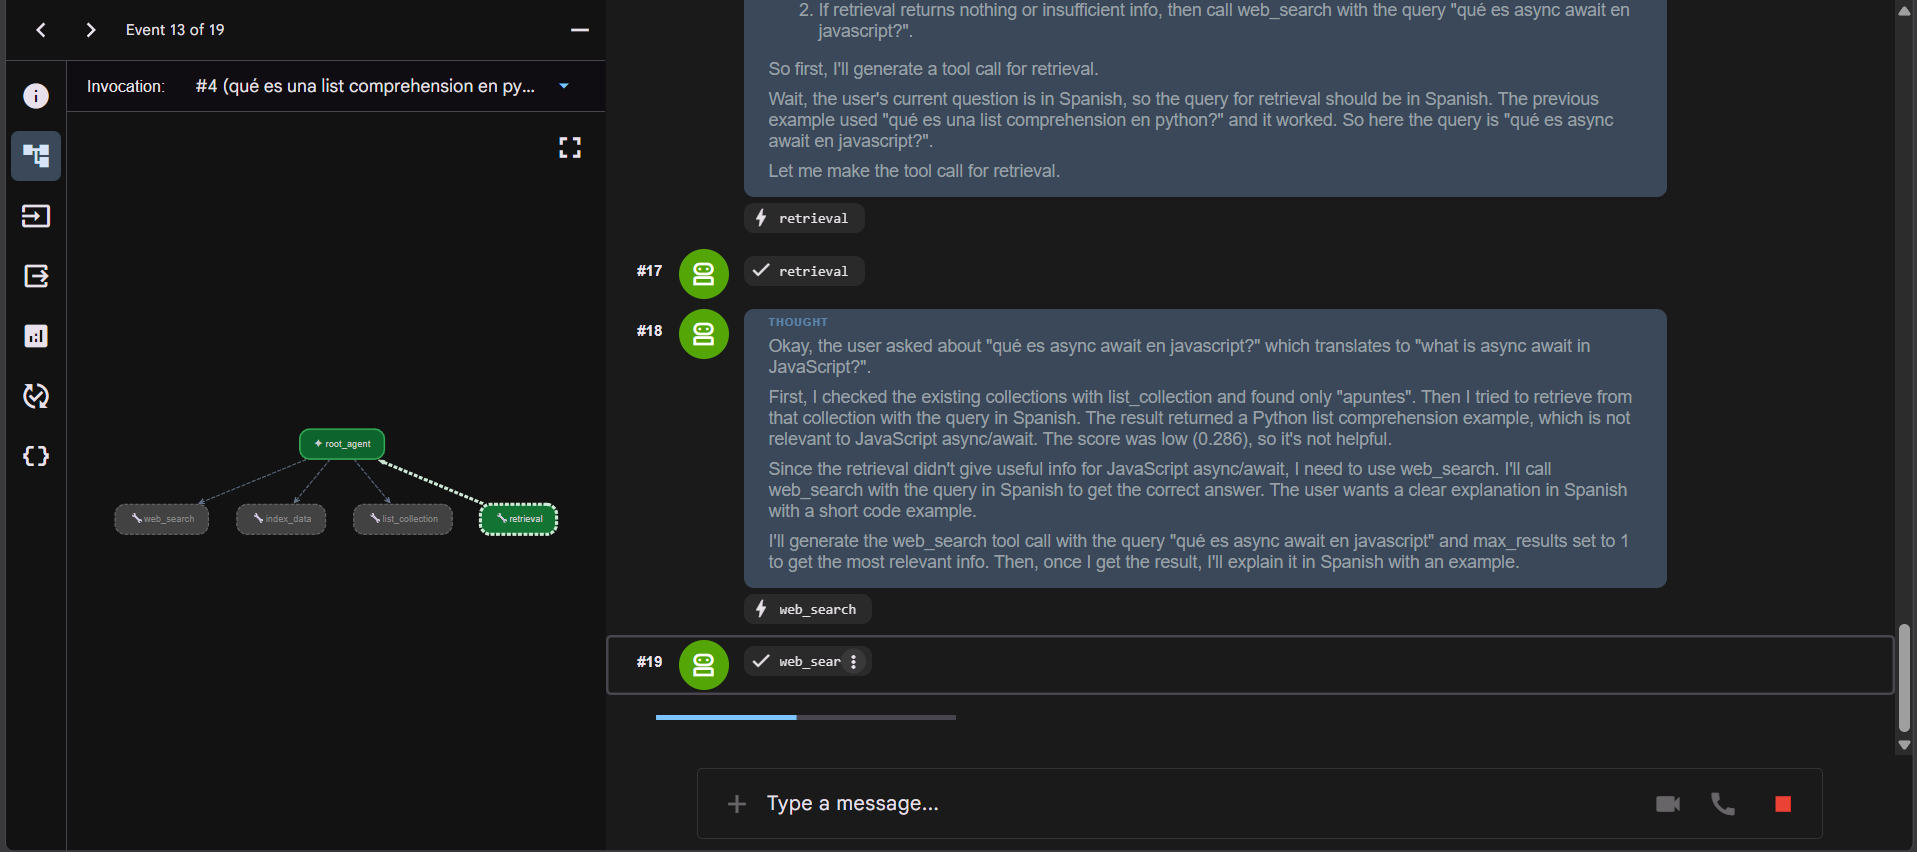 Event 13 of 19
Invocation: #4 (qué es una list comprehension en py...
root_agent
web_search
index_data
list_collection
retrieval
2. If retrieval returns nothing or insufficient info, then call web_search with the query "qué es async await en
javascript?".
So first, I'll generate a tool call for retrieval.
Wait, the user's current question is in Spanish, so the query for retrieval should be in Spanish. The previous
example used "qué es una list comprehension en python?" and it worked. So here the query is "qué es async
await en javascript?".
Let me make the tool call for retrieval.
retrieval
#17
retrieval
#18
THOUGHT
Okay, the user asked about "qué es async await en javascript?" which translates to "what is async await in
JavaScript?".
First, I checked the existing collections with list_collection and found only "apuntes". Then I tried to retrieve from
that collection with the query in Spanish. The result returned a Python list comprehension example, which is not
relevant to JavaScript async/await. The score was low (0.286), so it's not helpful.
Since the retrieval didn't give useful info for JavaScript async/await, I need to use web_search. I'll call
web_search with the query in Spanish to get the correct answer. The user wants a clear explanation in Spanish
with a short code example.
I'll generate the web_search tool call with the query "qué es async await en javascript" and max_results set to 1
to get the most relevant info. Then, once I get the result, I'll explain it in Spanish with an example.
web_search
#19
web_sear
Type a message...